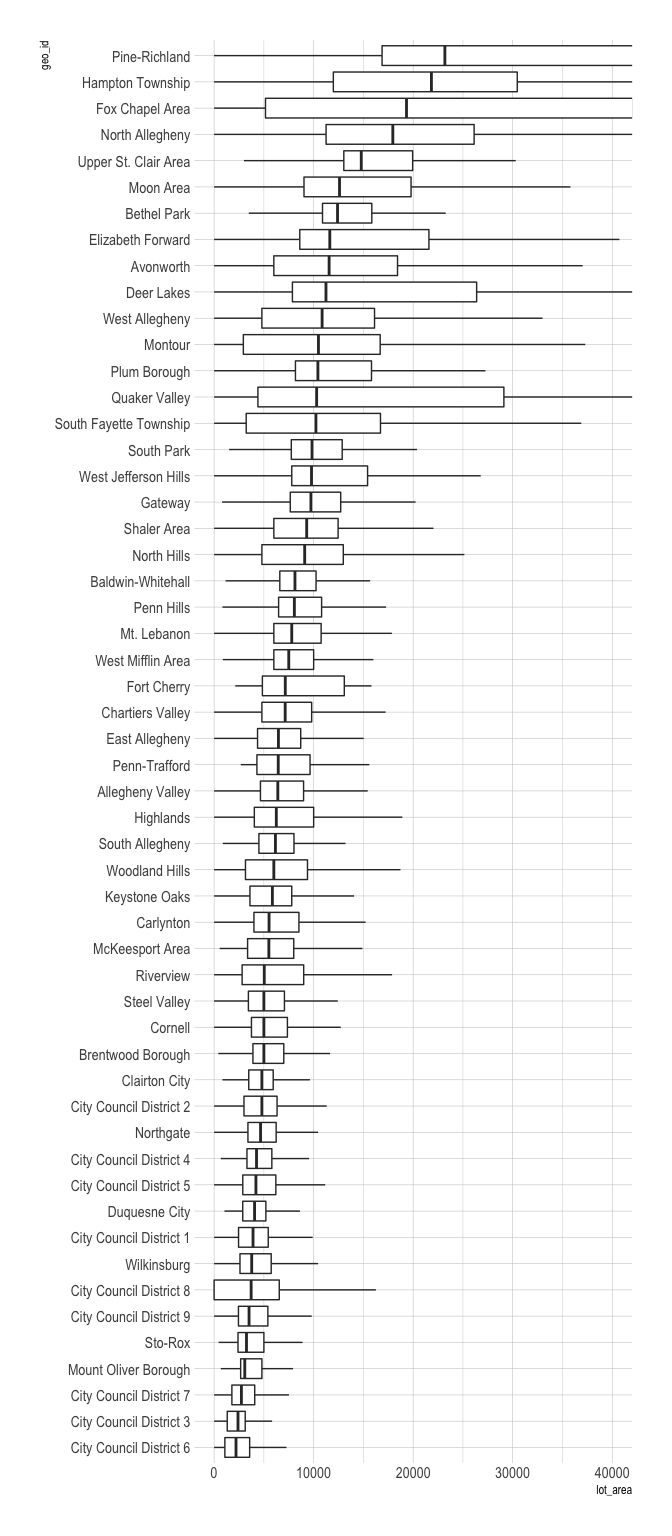 geo_id
Pine-Richland
Hampton Township
Fox Chapel Area
North Allegheny
Upper St. Clair Area
Moon Area
Bethel Park
Elizabeth Forward
Avonworth
Deer Lakes
West Allegheny
Montour
Plum Borough
Quaker Valley
South Fayette Township
South Park
West Jefferson Hills
Gateway
Shaler Area
North Hills
Baldwin-Whitehall
Penn Hills
Mt. Lebanon
West Mifflin Area
Fort Cherry
Chartiers Valley
East Allegheny
Penn-Trafford
Allegheny Valley
Highlands
South Allegheny
Woodland Hills
Keystone Oaks
Carlynton
McKeesport Area
Riverview
Steel Valley
Cornell
Brentwood Borough
Clairton City
City Council District 2
Northgate
City Council District 4
City Council District 5
Duquesne City
City Council District 1
Wilkinsburg
City Council District 8
City Council District 9
Sto-Rox
Mount Oliver Borough
City Council District 7
City Council District 3
City Council District 6
0 10000 20000 30000 40000
lot_area